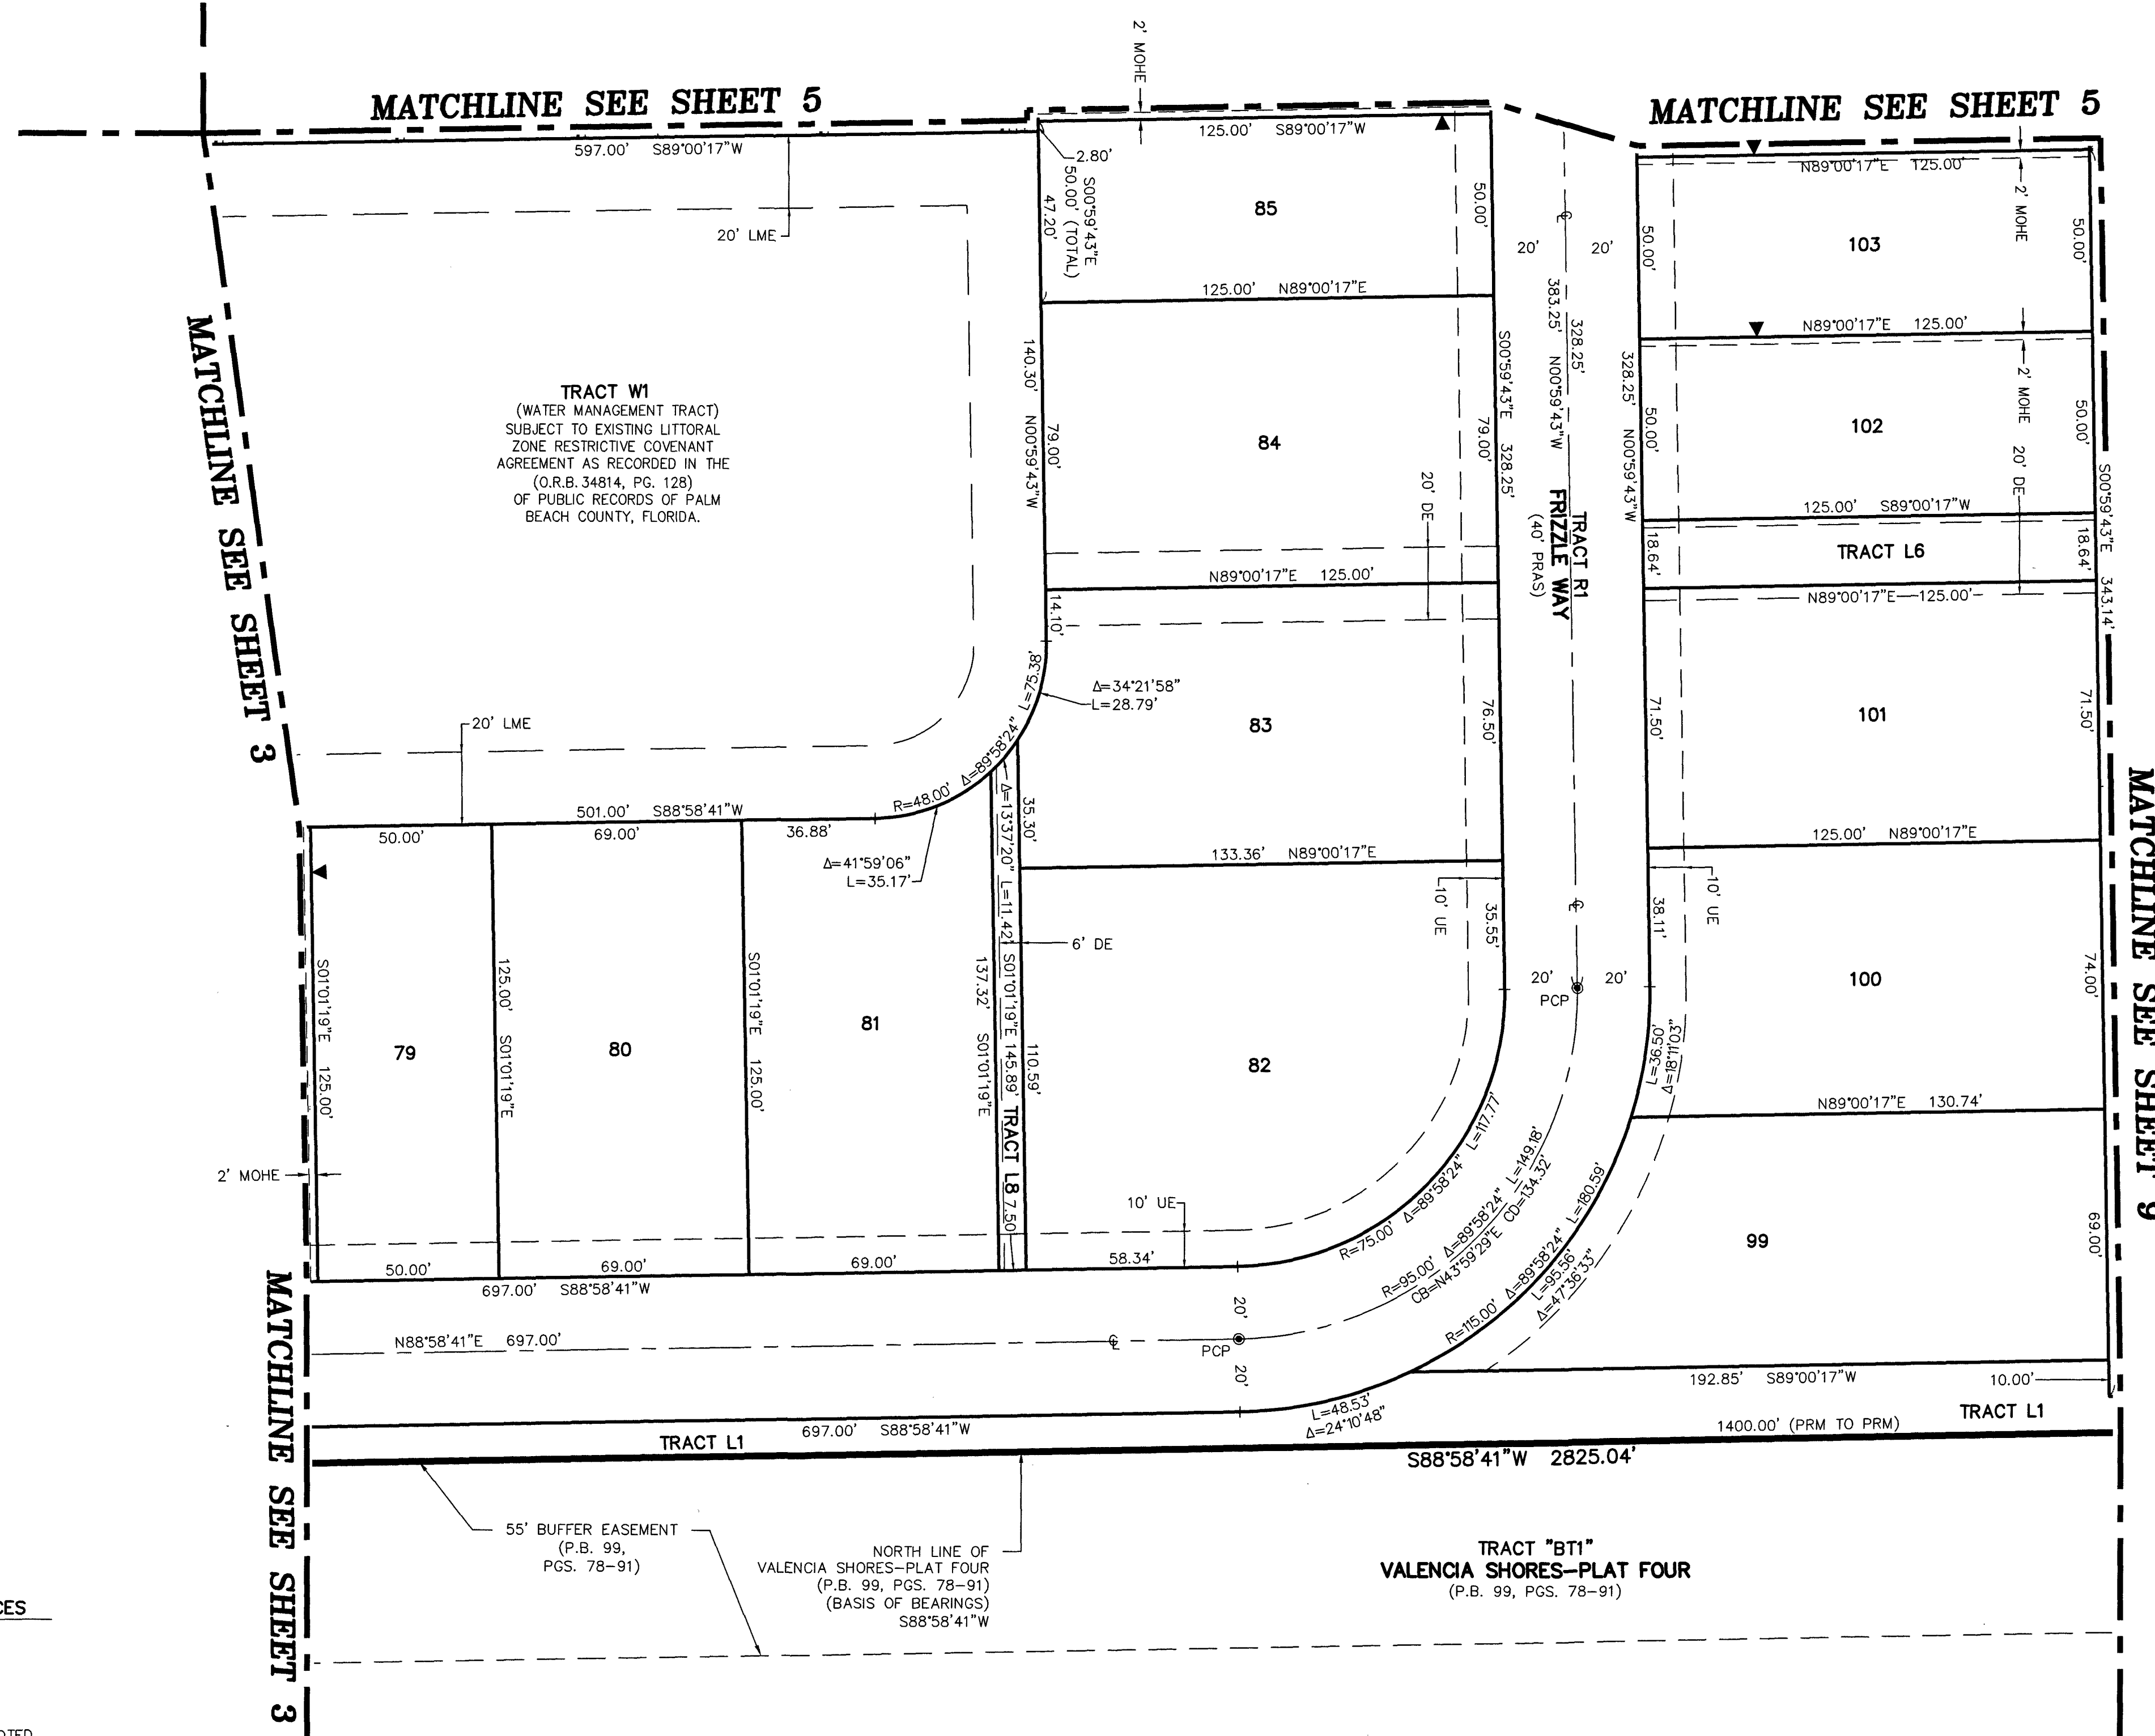 2' MOHE
MATCHLINE SEE SHEET 5
MATCHLINE SEE SHEET 5
597.00' S89°00'17"W
125.00' S89°00'17"W
2.80'
S00°59'43"E
50.00' (TOTAL)
47.20'
20' LME
85
50.00'
125.00' N89°00'17"E
20'
20'
N89°00'17"E 125.00'
2' MOHE
50.00'
103
50.00'
N89°00'17"E 125.00'
MATCHLINE SEE SHEET 3
TRACT W1
(WATER MANAGEMENT TRACT)
SUBJECT TO EXISTING LITTORAL
ZONE RESTRICTIVE COVENANT
AGREEMENT AS RECORDED IN THE
(O.R.B. 34814, PG. 128)
OF PUBLIC RECORDS OF PALM
BEACH COUNTY, FLORIDA.
140.30' N00°59'43"W
79.00'
84
79.00'
S00°59'43"E 328.25'
20' DE
383.25' N00°59'43"W
328.25'
TRACT R1
FRIZZLE WAY
(40' PRAS)
328.25' N00°59'43"W
50.00'
102
2' MOHE
50.00'
20' DE
125.00' S89°00'17"W
18.64'
TRACT L6
18.64'
S00°59'43"E 343.14'
N89°00'17"E 125.00'
N89°00'17"E 125.00'
14.10'
Δ=34°21'58"
L=28.79'
83
76.50'
71.50'
101
71.50'
20' LME
R=48.00' Δ=89°58'24" L=75.38'
501.00' S88°58'41"W
50.00'
69.00'
36.88'
Δ=41°59'06"
L=35.17'
35.30'
133.36' N89°00'17"E
125.00' N89°00'17"E
Δ=13°37'20" L=11.42'
S01°01'19"E 145.89'
TRACT L8
7.50'
6' DE
10' UE
35.55'
38.11'
10' UE
MATCHLINE SEE SHEET 9
S01°01'19"E 125.00'
79
125.00' S01°01'19"E
80
S01°01'19"E 125.00'
81
137.32' S01°01'19"E
110.59'
82
20'
20'
PCP
100
74.00'
L=36.50'
Δ=18°11'03"
N89°00'17"E 130.74'
2' MOHE
10' UE
R=75.00' Δ=89°58'24" L=117.77'
R=95.00' Δ=89°58'24" L=149.18'
CB=N43°59'29"E CD=134.32'
R=115.00' Δ=89°58'24" L=180.59'
L=95.56'
Δ=47°36'33"
99
69.00'
50.00'
69.00'
69.00'
58.34'
697.00' S88°58'41"W
N88°58'41"E 697.00'
20'
PCP
20'
192.85' S89°00'17"W
10.00'
L=48.53'
Δ=24°10'48"
697.00' S88°58'41"W
TRACT L1
1400.00' (PRM TO PRM)
TRACT L1
S88°58'41"W 2825.04'
MATCHLINE SEE SHEET 3
55' BUFFER EASEMENT
(P.B. 99,
PGS. 78-91)
NORTH LINE OF
VALENCIA SHORES-PLAT FOUR
(P.B. 99, PGS. 78-91)
(BASIS OF BEARINGS)
S88°58'41"W
TRACT "BT1"
VALENCIA SHORES-PLAT FOUR
(P.B. 99, PGS. 78-91)